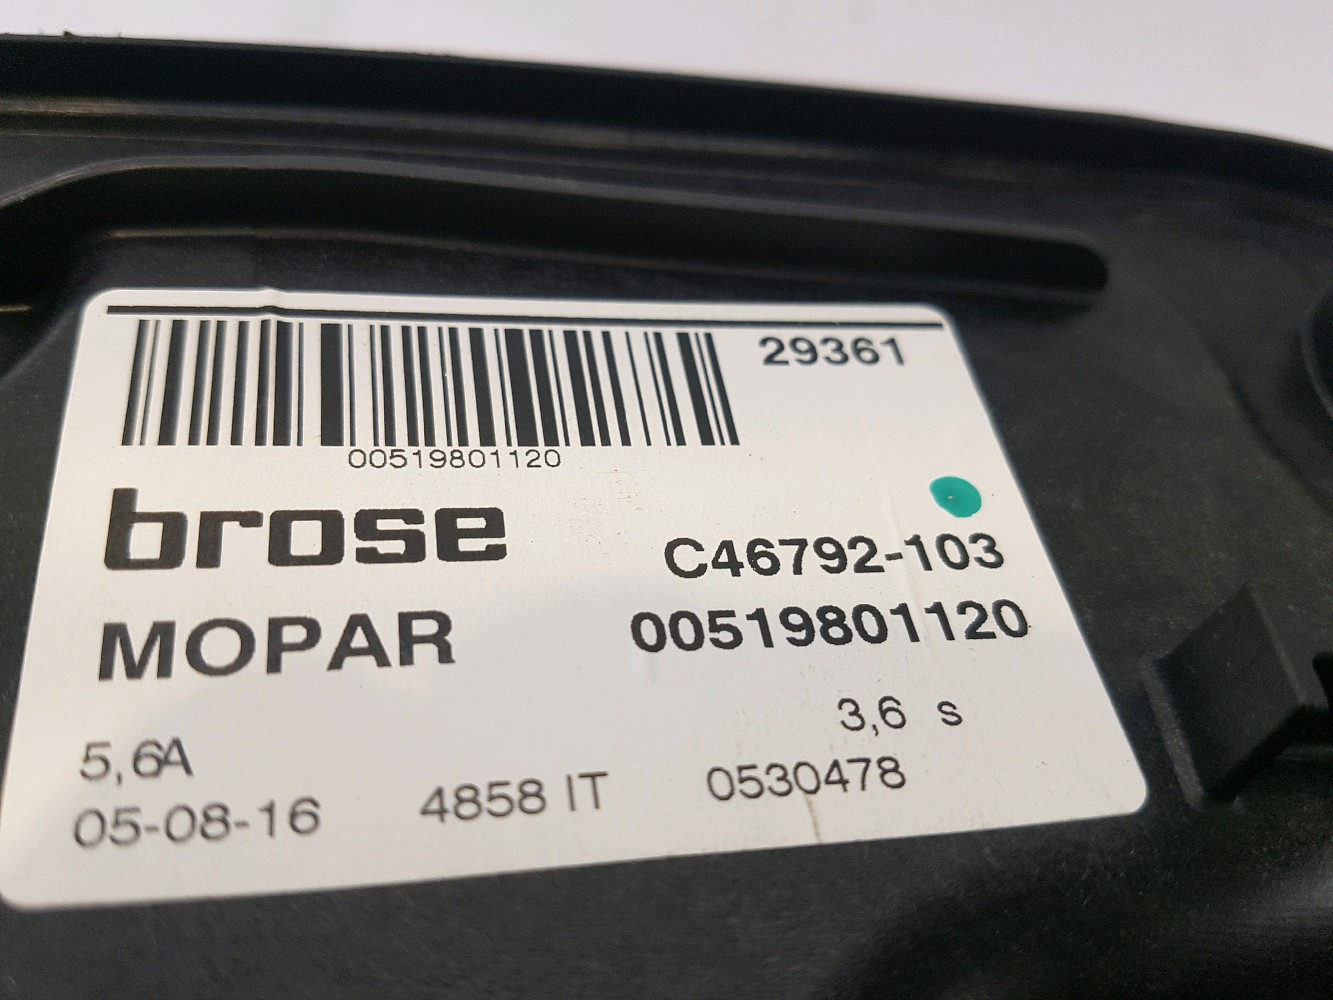 29361
00519801120
brose
C46792-103
MOPAR
00519801120
5,6A
3,6 s
05-08-16
4858 IT
0530478